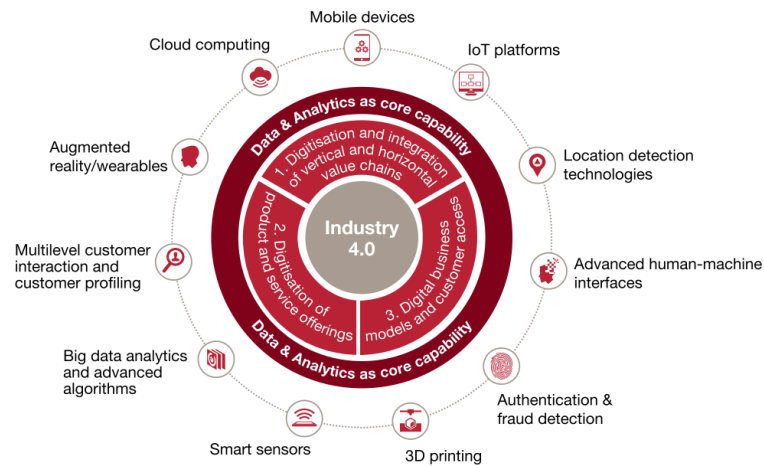 Mobile devices
Cloud computing
IoT platforms
Augmented
reality/wearables
Location detection
technologies
Multilevel customer
interaction and
customer profiling
Advanced human-machine
interfaces
Big data analytics
and advanced
algorithms
Authentication &
fraud detection
Smart sensors
3D printing
Data & Analytics as core capability
1. Digitisation and integration
of vertical and horizontal
value chains
2. Digitisation of
product and service offerings
3. Digital business
models and customer access
Industry
4.0
Data & Analytics as core capability